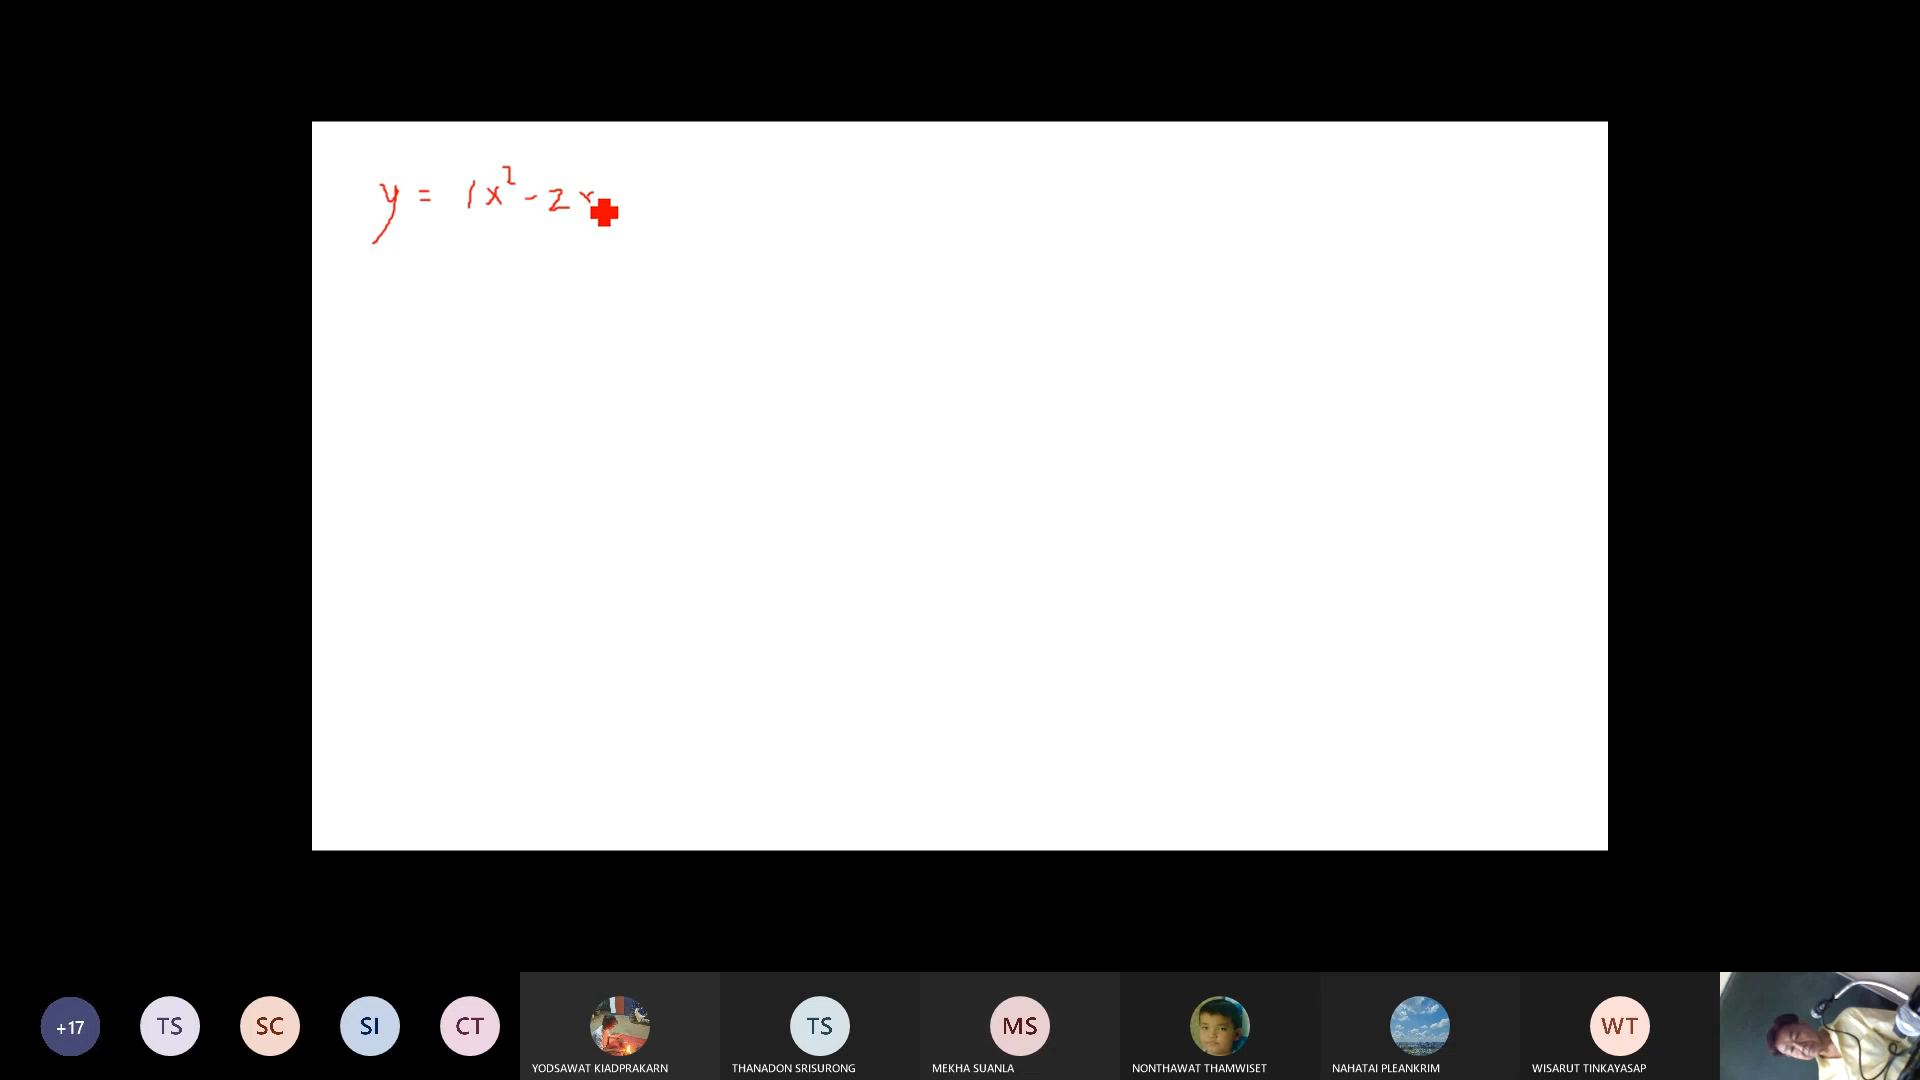 y = 1x² - 2x
+17
TS
SC
SI
CT
TS
MS
WT
YODSAWAT KIADPRAKARN
THANADON SRISURONG
MEKHA SUANLA
NONTHAWAT THAMWISET
NAHATAI PLEANKRIM
WISARUT TINKAYASAP